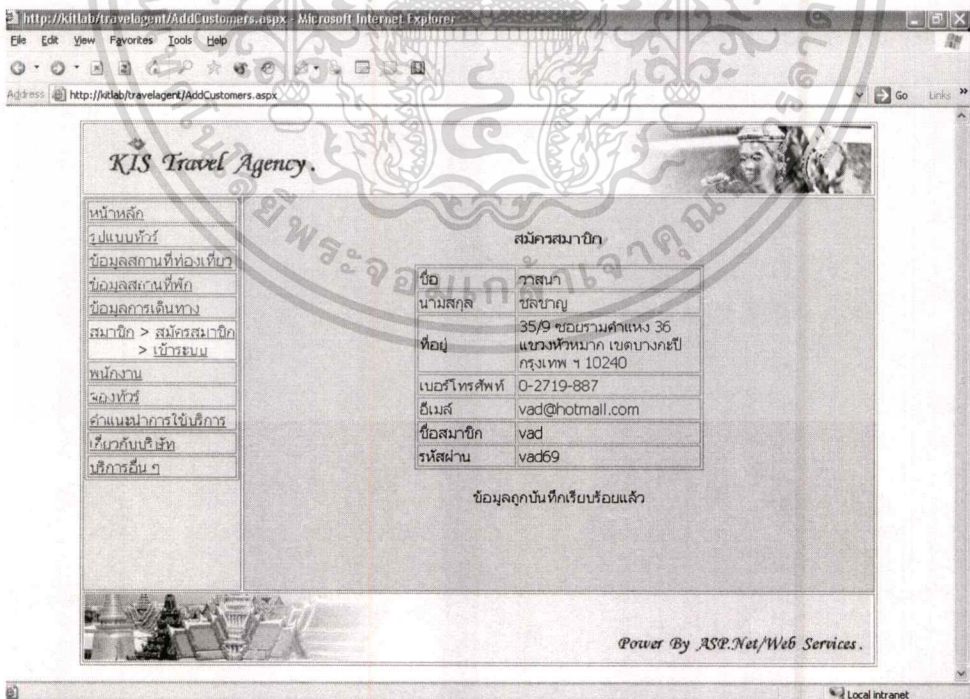 http://kitlab/travelagent/AddCustomers.aspx - Microsoft Internet Explorer
File Edit View Favorites Tools Help
Address http://kitlab/travelagent/AddCustomers.aspx Go Links »
KIS Travel Agency.
หน้าหลัก
รูปแบบทัวร์
ข้อมูลสถานที่ท่องเที่ยว
ข้อมูลสถานที่พัก
ข้อมูลการเดินทาง
สมาชิก > สมัครสมาชิก
> เข้าระบบ
พนักงาน
จองทัวร์
คำแนะนำการใช้บริการ
เกี่ยวกับบริษัท
บริการอื่น ๆ
สมัครสมาชิก
ชื่อ วาสนา
นามสกุล ชลชาญ
ที่อยู่ 35/9 ซอยรามคำแหง 36
แขวงหัวหมาก เขตบางกะปิ
กรุงเทพ ฯ 10240
เบอร์โทรศัพท์ 0-2719-887
อีเมล์ vad@hotmail.com
ชื่อสมาชิก vad
รหัสผ่าน vad69
ข้อมูลถูกบันทึกเรียบร้อยแล้ว
Power By ASP.Net/Web Services.
Local intranet